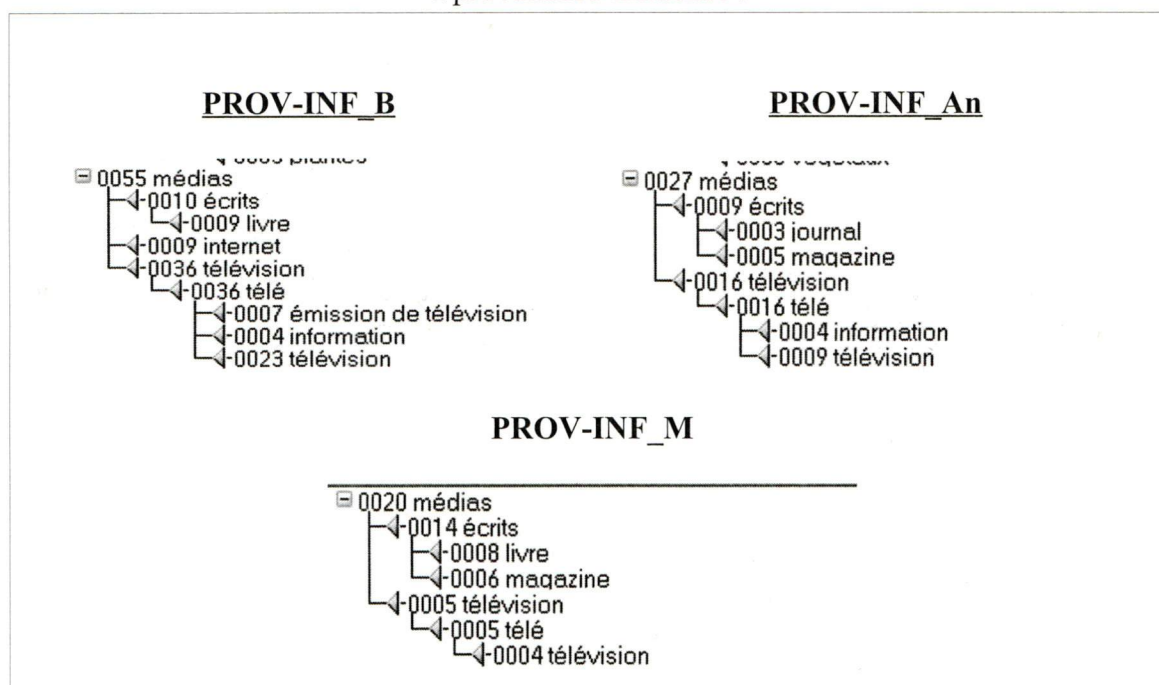 PROV-INF_B
0055 médias
0010 écrits
0009 livre
0009 internet
0036 télévision
0036 télé
0007 émission de télévision
0004 information
0023 télévision
PROV-INF_An
0027 médias
0009 écrits
0003 journal
0005 magazine
0016 télévision
0016 télé
0004 information
0009 télévision
PROV-INF_M
0020 médias
0014 écrits
0008 livre
0006 magazine
0005 télévision
0005 télé
0004 télévision